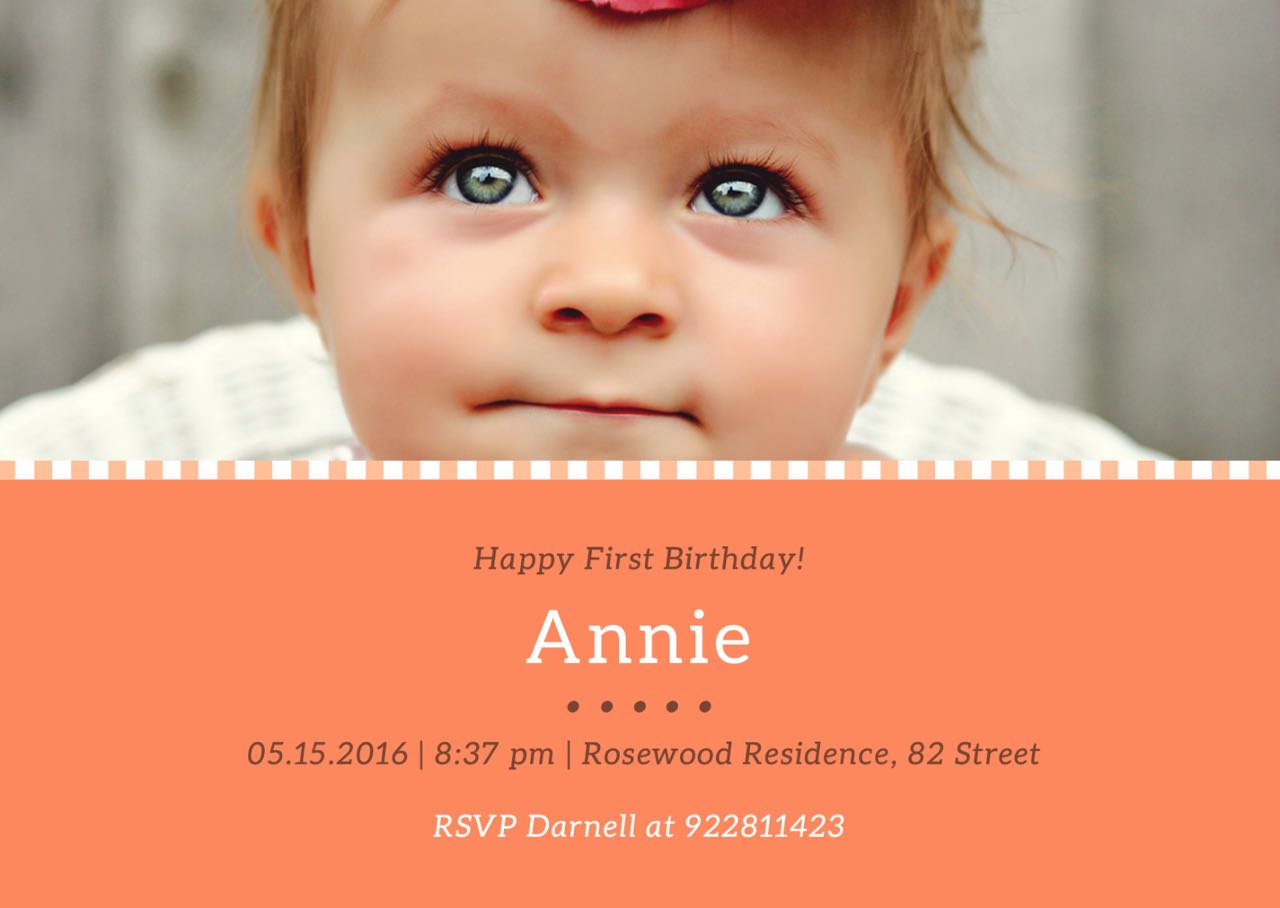 Happy First Birthday!
Annie
05.15.2016 | 8:37 pm | Rosewood Residence, 82 Street
RSVP Darnell at 922811423